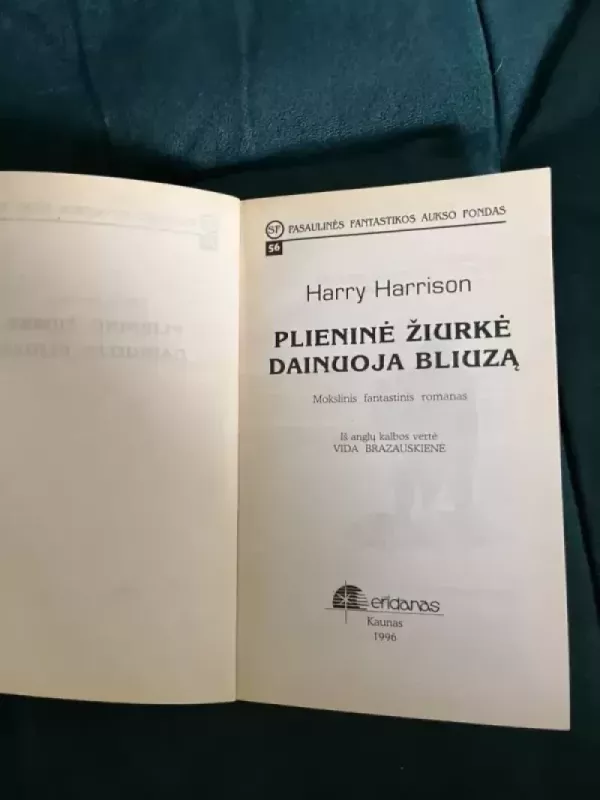 SF PASAULINĖS FANTASTIKOS AUKSO FONDAS
56
Harry Harrison
PLIENINĖ ŽIURKĖ
DAINUOJA BLIUZĄ
Mokslinis fantastinis romanas
Iš anglų kalbos vertė
VIDA BRAZAUSKIENĖ
eridanas
Kaunas
1996